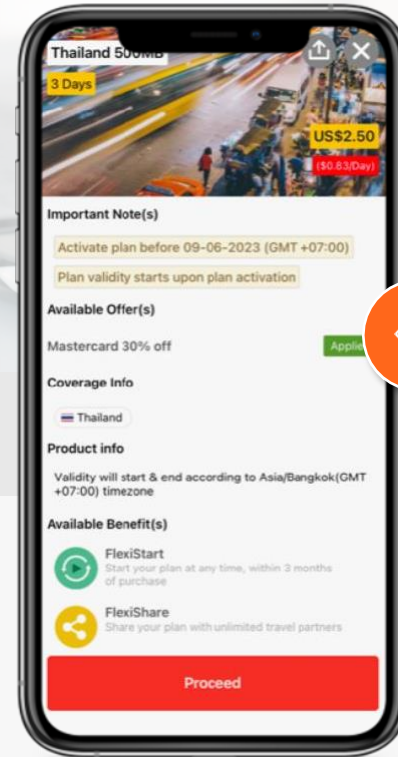 Thailand 500MB
3 Days
US$2.50
($0.83/Day)
Important Note(s)
Activate plan before 09-06-2023 (GMT +07:00)
Plan validity starts upon plan activation
Available Offer(s)
Mastercard 30% off
Applie
Coverage Info
Thailand
Product info
Validity will start & end according to Asia/Bangkok(GMT
+07:00) timezone
Available Benefit(s)
FlexiStart
Start your plan at any time, within 3 months
of purchase
FlexiShare
Share your plan with unlimited travel partners
Proceed